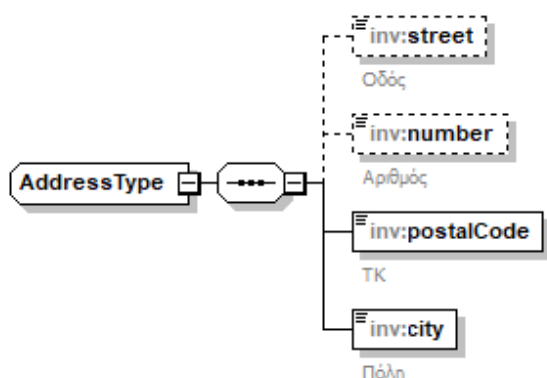 inv:street
Οδός
inv:number
Αριθμός
AddressType
inv:postalCode
ΤΚ
inv:city
Πόλη